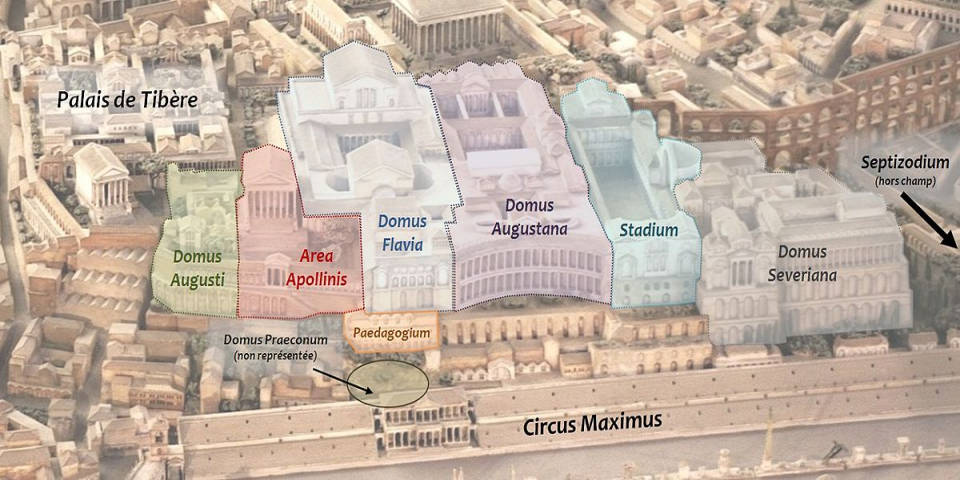 Palais de Tibère
Septizodium
(hors champ)
Domus
Flavia
Domus
Augustana
Stadium
Domus
Augusti
Area
Apollinis
Domus
Severiana
Paedagogium
Domus Praeconum
(non représentée)
Circus Maximus